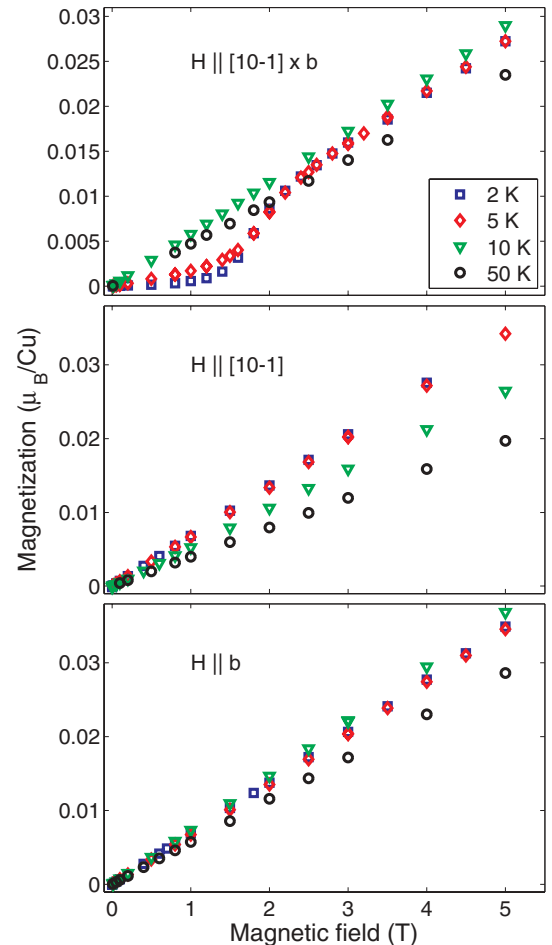 0.03
0.025
0.02
0.015
0.01
0.005
0
H || [10-1] x b
2 K
5 K
10 K
50 K
0.03
0.02
0.01
0
H || [10-1]
Magnetization (μ_B/Cu)
0.03
0.02
0.01
0
H || b
0 1 2 3 4 5
Magnetic field (T)